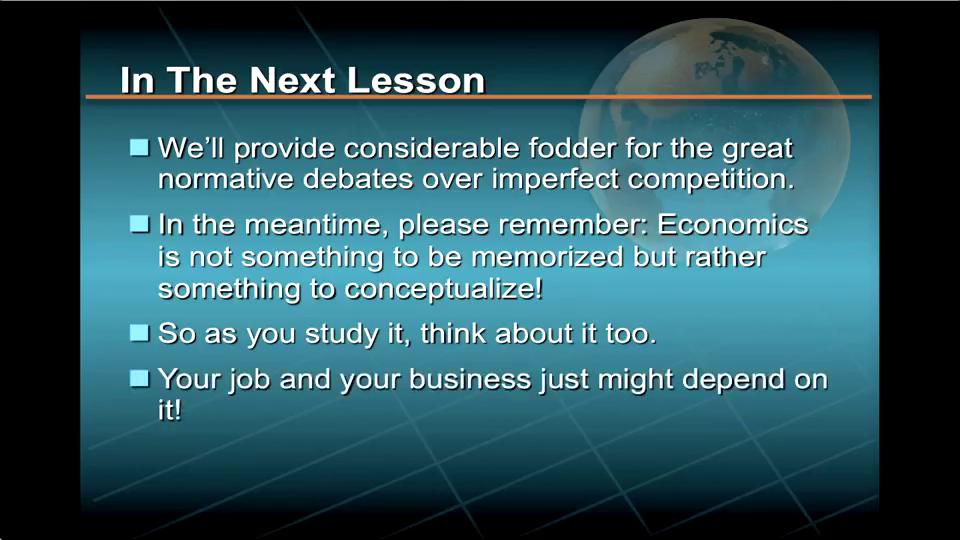 In The Next Lesson
We'll provide considerable fodder for the great
normative debates over imperfect competition.
In the meantime, please remember: Economics
is not something to be memorized but rather
something to conceptualize!
So as you study it, think about it too.
Your job and your business just might depend on
it!